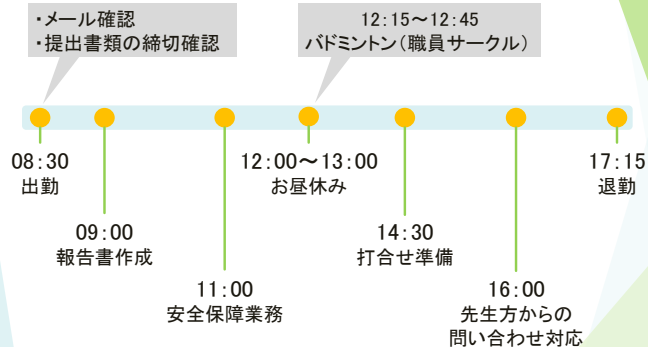 ・メール確認
・提出書類の締切確認
12:15～12:45
バドミントン（職員サークル）
08:30
出勤
09:00
報告書作成
11:00
安全保障業務
12:00～13:00
お昼休み
14:30
打合せ準備
16:00
先生方からの
問い合わせ対応
17:15
退勤